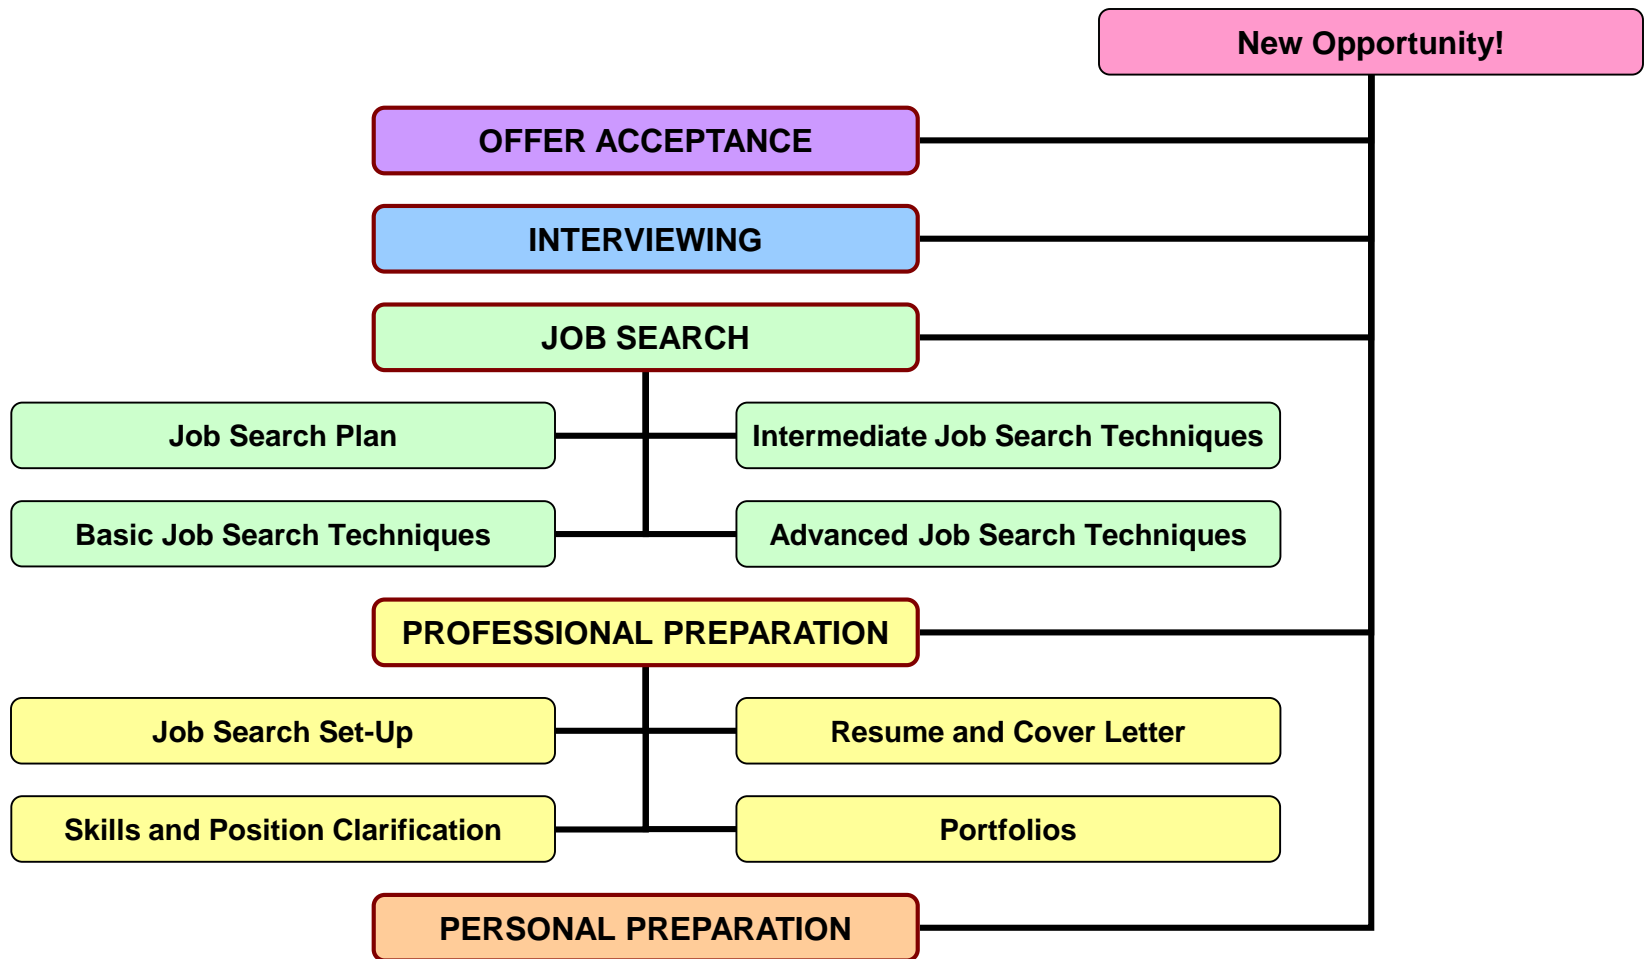 New Opportunity!
OFFER ACCEPTANCE
INTERVIEWING
JOB SEARCH
Job Search Plan
Intermediate Job Search Techniques
Basic Job Search Techniques
Advanced Job Search Techniques
PROFESSIONAL PREPARATION
Job Search Set-Up
Resume and Cover Letter
Skills and Position Clarification
Portfolios
PERSONAL PREPARATION